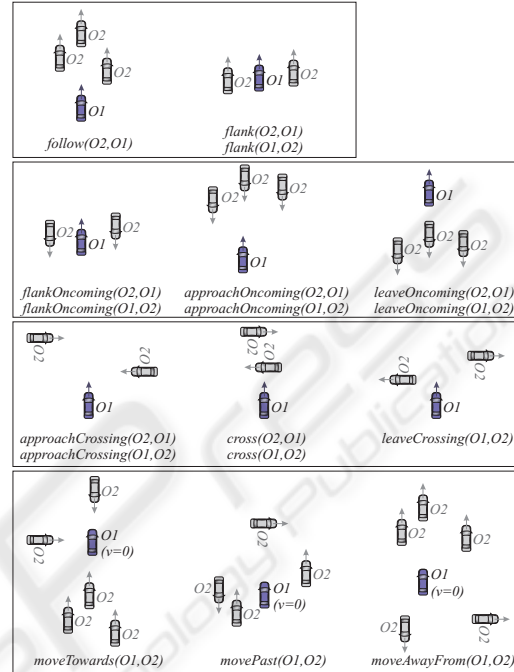 O2
O2
O2
O1
follow(O2,O1)
O2 O1 O2
flank(O2,O1)
flank(O1,O2)
O2 O1 O2
flankOncoming(O2,O1)
flankOncoming(O1,O2)
O2
O2
O2
O1
approachOncoming(O2,O1)
approachOncoming(O1,O2)
O1
O2
O2
O2
leaveOncoming(O2,O1)
leaveOncoming(O1,O2)
O2
O2
O1
approachCrossing(O2,O1)
approachCrossing(O1,O2)
O2
O2
O1
cross(O2,O1)
cross(O1,O2)
O2
O2
O1
leaveCrossing(O1,O2)
O2
O2
O1
(v=0)
O2
O2
O2
moveTowards(O1,O2)
O2
O2
O2
O2
O1
(v=0)
movePast(O1,O2)
O2
O2
O2
O1
(v=0)
O2
O2
moveAwayFrom(O1,O2)